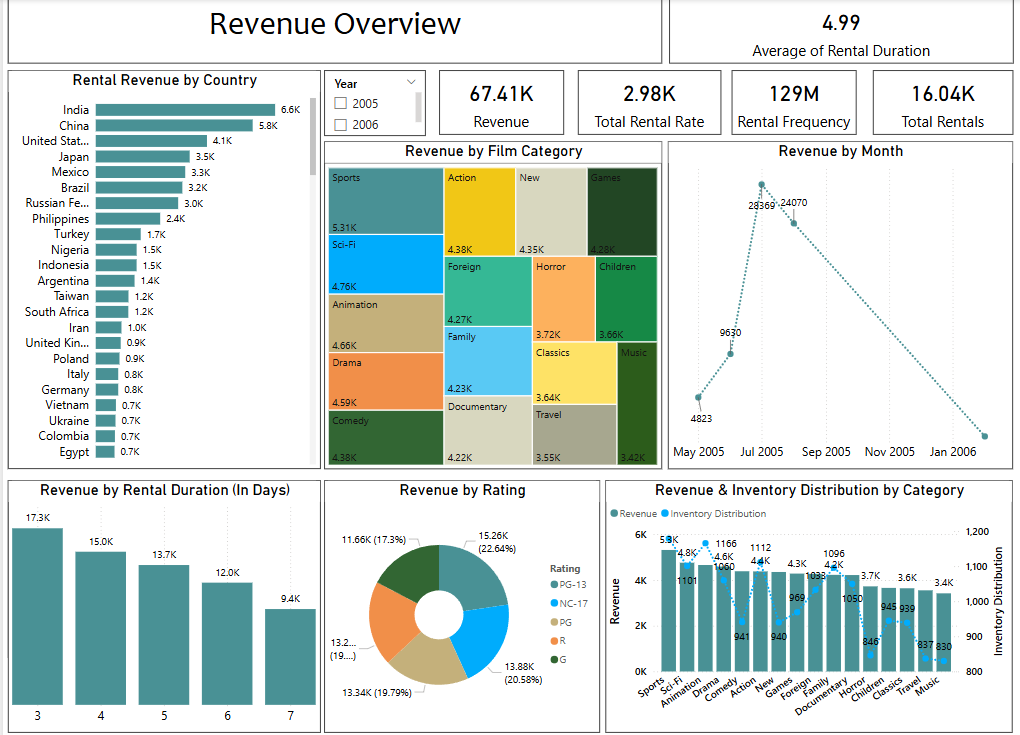 Revenue Overview
4.99
Average of Rental Duration
Rental Revenue by Country
India 6.6K
China 5.8K
United Stat... 4.1K
Japan 3.5K
Mexico 3.3K
Brazil 3.2K
Russian Fe... 3.0K
Philippines 2.4K
Turkey 1.7K
Nigeria 1.5K
Indonesia 1.5K
Argentina 1.4K
Taiwan 1.2K
South Africa 1.2K
Iran 1.0K
United Kin... 0.9K
Poland 0.9K
Italy 0.8K
Germany 0.8K
Vietnam 0.7K
Ukraine 0.7K
Colombia 0.7K
Egypt 0.7K
Year
2005
2006
67.41K
Revenue
2.98K
Total Rental Rate
129M
Rental Frequency
16.04K
Total Rentals
Revenue by Film Category
Sports
5.31K
Sci-Fi
4.76K
Animation
4.66K
Drama
4.59K
Comedy
4.38K
Action
4.38K
New
4.35K
Games
4.28K
Foreign
4.27K
Family
4.23K
Documentary
4.22K
Horror
3.72K
Children
3.66K
Classics
3.64K
Travel
3.55K
Music
3.42K
Revenue by Month
28369
24070
9630
4823
May 2005 Jul 2005 Sep 2005 Nov 2005 Jan 2006
Revenue by Rental Duration (In Days)
17.3K
15.0K
13.7K
12.0K
9.4K
3 4 5 6 7
Revenue by Rating
15.26K
(22.64%)
13.88K
(20.58%)
13.34K (19.79%)
13.2...
(19....)
11.66K (17.3%)
Rating
PG-13
NC-17
PG
R
G
Revenue & Inventory Distribution by Category
Revenue Inventory Distribution
Revenue
6K
4K
2K
0K
5.3K
4.8K
4.6K
4.4K
4.3K
4.2K
3.7K
3.6K
3.4K
1101
1166
1060
941
1112
940
969
1033
1096
1050
846
945
939
837
830
1,200
1,100
1,000
900
800
Inventory Distribution
Sports
Sci-Fi
Animation
Drama
Comedy
Action
New
Games
Foreign
Family
Documentary
Horror
Children
Classics
Travel
Music